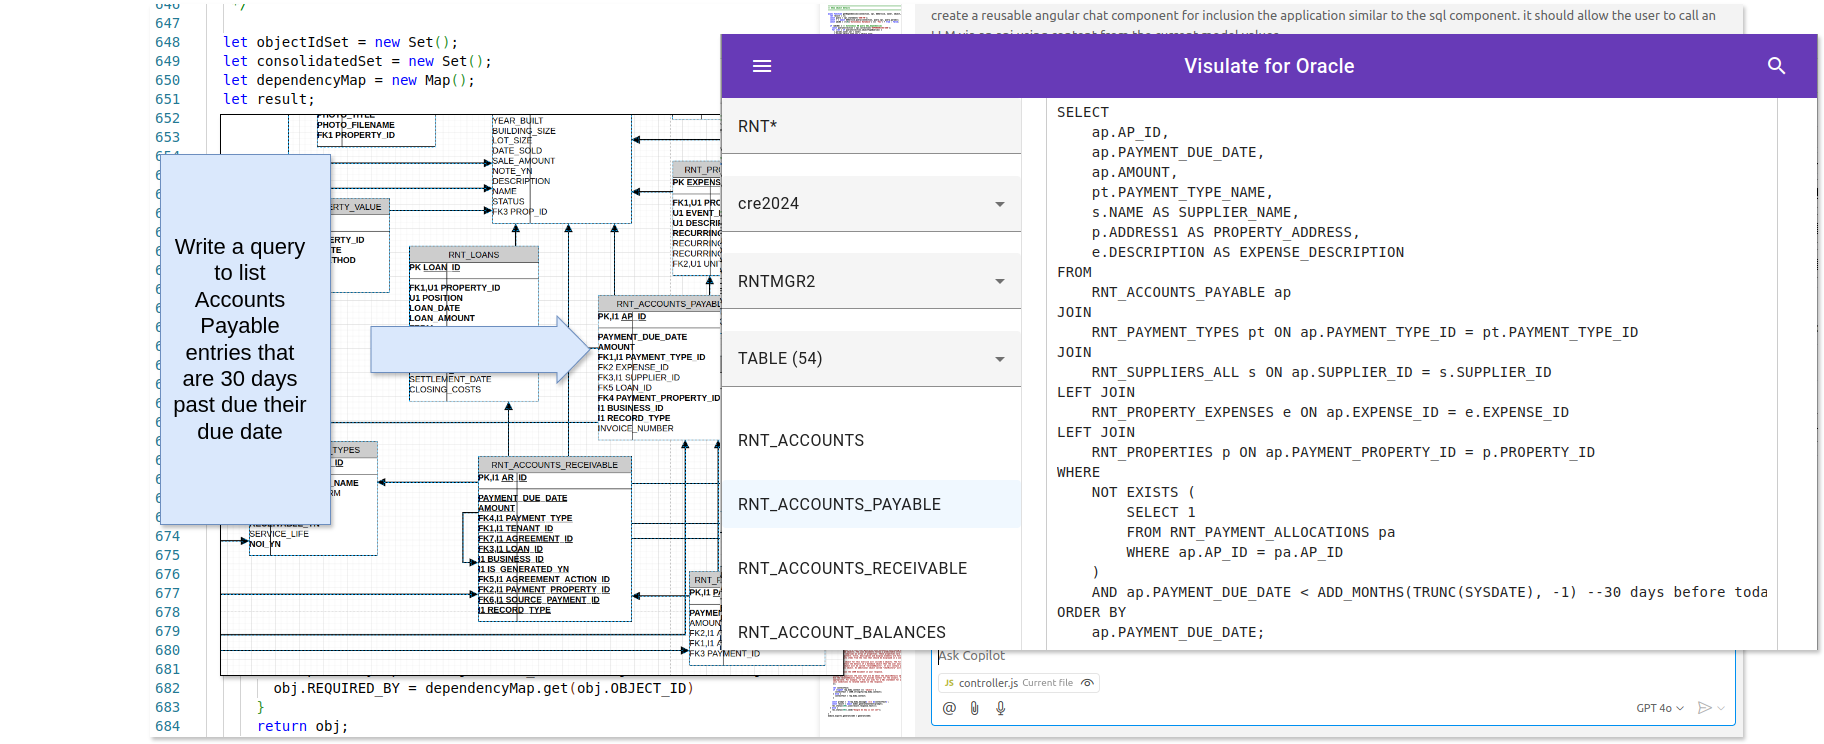 646 */
647
648 let objectIdSet = new Set();
649 let consolidatedSet = new Set();
650 let dependencyMap = new Map();
651 let result;
652
653
674
675
676
677
678
679
680
681
682 obj.REQUIRED_BY = dependencyMap.get(obj.OBJECT_ID)
683 }
684 return obj;
PHOTO_FILENAME
FK1 PROPERTY_ID
YEAR_BUILT
BUILDING_SIZE
LOT_SIZE
DATE_SOLD
SALE_AMOUNT
NOTE_YN
DESCRIPTION
NAME
STATUS
FK3 PROP_ID
ERTY_VALUE
ERTY_ID
TE
THOD
RNT_LOANS
PK LOAN_ID
FK1,U1 PROPERTY_ID
U1 POSITION
LOAN_DATE
LOAN_AMOUNT
SETTLEMENT_DATE
CLOSING_COSTS
RNT_PRO
PK EXPENS
FK1,U1 PRO
U1 EVENT_
U1 DESCRIP
RECURRING
RECURRING
RECURRING
FK2,U1 UNIT
RNT_ACCOUNTS_PAYABL
PK,I1 AP_ID
PAYMENT_DUE_DATE
AMOUNT
FK1,I1 PAYMENT_TYPE_ID
FK2 EXPENSE_ID
FK3,I1 SUPPLIER_ID
FK5 LOAN_ID
FK4 PAYMENT_PROPERTY_ID
I1 BUSINESS_ID
I1 RECORD_TYPE
INVOICE_NUMBER
TYPES
_ID
_NAME
RM
SERVICE_LIFE
NOI_YN
RNT_ACCOUNTS_RECEIVABLE
PK,I1 AR_ID
PAYMENT_DUE_DATE
AMOUNT
FK4,I1 PAYMENT_TYPE
FK1,I1 TENANT_ID
FK7,I1 AGREEMENT_ID
FK3,I1 LOAN_ID
I1 BUSINESS_ID
I1 IS_GENERATED_YN
FK5,I1 AGREEMENT_ACTION_ID
FK2,I1 PAYMENT_PROPERTY_ID
FK6,I1 SOURCE_PAYMENT_ID
I1 RECORD_TYPE
RNT_P
PK,I1 PA
PAYMEN
AMOUN
FK2,I1 A
FK1,I1 A
FK3 PAYMENT_ID
Write a query
to list
Accounts
Payable
entries that
are 30 days
past due their
due date
create a reusable angular chat component for inclusion the application similar to the sql component. it should allow the user to call an
Visulate for Oracle
RNT*
cre2024
RNTMGR2
TABLE (54)
RNT_ACCOUNTS
RNT_ACCOUNTS_PAYABLE
RNT_ACCOUNTS_RECEIVABLE
RNT_ACCOUNT_BALANCES
SELECT
ap.AP_ID,
ap.PAYMENT_DUE_DATE,
ap.AMOUNT,
pt.PAYMENT_TYPE_NAME,
s.NAME AS SUPPLIER_NAME,
p.ADDRESS1 AS PROPERTY_ADDRESS,
e.DESCRIPTION AS EXPENSE_DESCRIPTION
FROM
RNT_ACCOUNTS_PAYABLE ap
JOIN
RNT_PAYMENT_TYPES pt ON ap.PAYMENT_TYPE_ID = pt.PAYMENT_TYPE_ID
JOIN
RNT_SUPPLIERS_ALL s ON ap.SUPPLIER_ID = s.SUPPLIER_ID
LEFT JOIN
RNT_PROPERTY_EXPENSES e ON ap.EXPENSE_ID = e.EXPENSE_ID
LEFT JOIN
RNT_PROPERTIES p ON ap.PAYMENT_PROPERTY_ID = p.PROPERTY_ID
WHERE
NOT EXISTS (
SELECT 1
FROM RNT_PAYMENT_ALLOCATIONS pa
WHERE ap.AP_ID = pa.AP_ID
)
AND ap.PAYMENT_DUE_DATE < ADD_MONTHS(TRUNC(SYSDATE), -1) --30 days before toda
ORDER BY
ap.PAYMENT_DUE_DATE;
Ask Copilot
JS controller.js Current file
@
GPT 4o